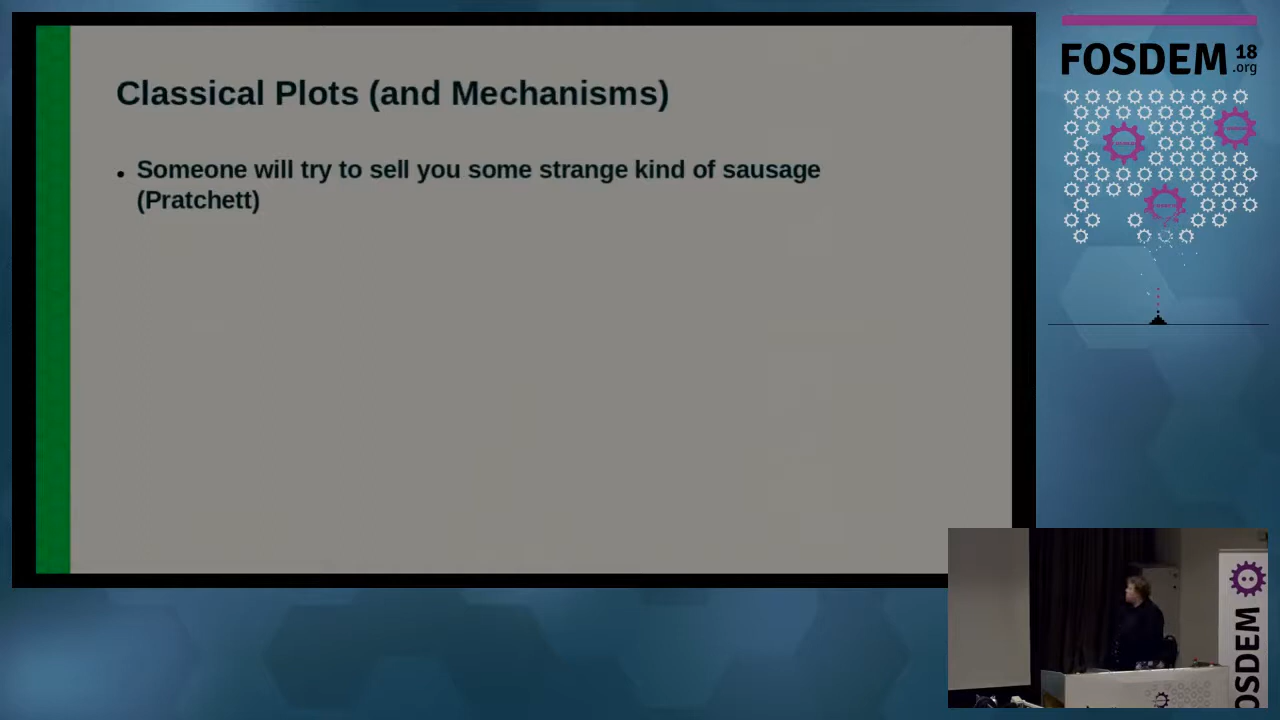 Classical Plots (and Mechanisms)
• Someone will try to sell you some strange kind of sausage
(Pratchett)
FOSDEM 18
.org
OSDEM